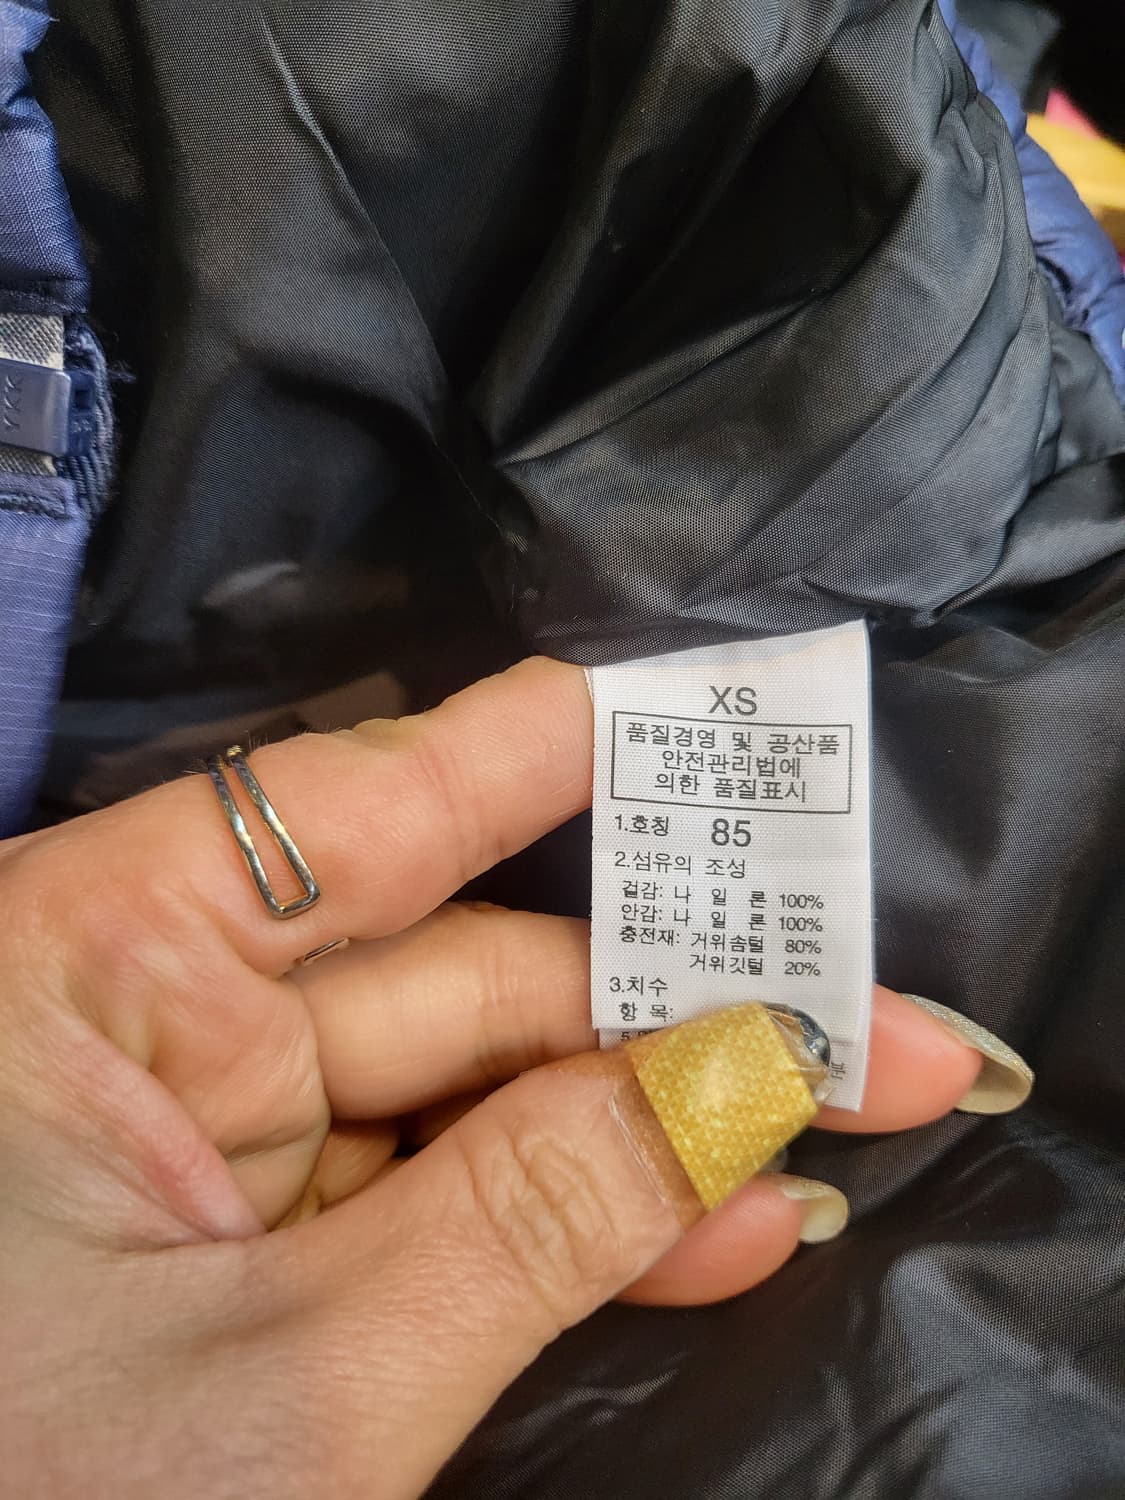 YKK
XS
품질경영 및 공산품
안전관리법에
의한 품질표시
1.호칭 85
2.섬유의 조성
겉감: 나 일 론 100%
안감: 나 일 론 100%
충전재: 거위솜털 80%
거위깃털 20%
3.치수
항 목: